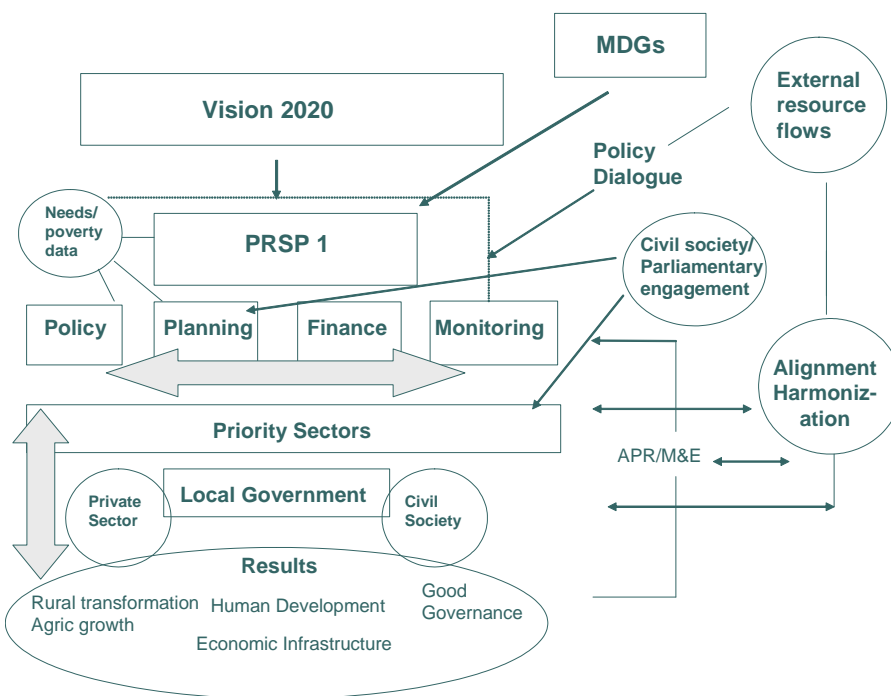 MDGs
External
resource
flows
Vision 2020
Policy
Dialogue
Needs/
poverty
data
PRSP 1
Civil society/
Parliamentary
engagement
Policy
Planning
Finance
Monitoring
Alignment
Harmoniz-
ation
Priority Sectors
APR/M&E
Local Government
Private
Sector
Civil
Society
Results
Rural transformation
Agric growth
Human Development
Good
Governance
Economic Infrastructure